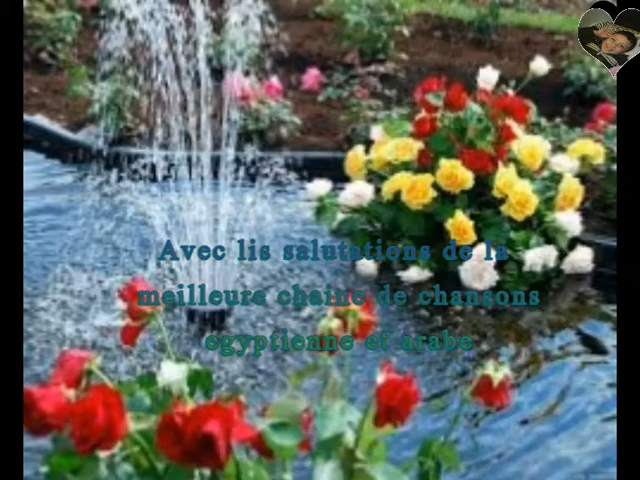 Avec lis salutations de la
meilleure chaine de chansons
egyptienne et arabe